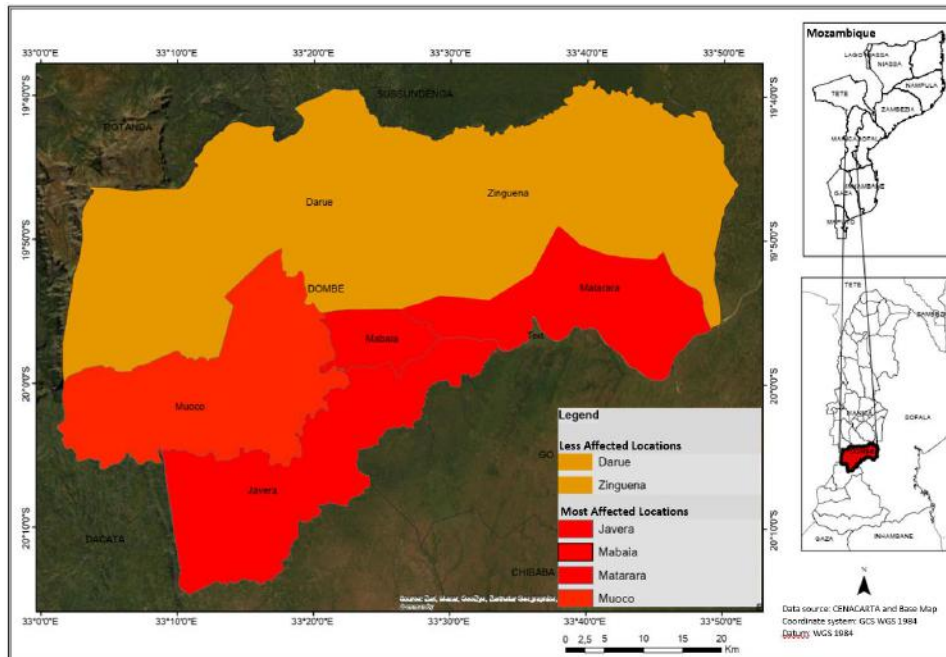 33°0'0"E 33°10'0"E 33°20'0"E 33°30'0"E 33°40'0"E 33°50'0"E
19°40'0"S 19°40'0"S
19°50'0"S 19°50'0"S
20°0'0"S 20°0'0"S
20°10'0"S 20°10'0"S
SUSSUNDENGA
ROTANDA
Darue
Zinguena
DOMBE
Matarara
Mabaia
Text
Muoco
Javera
DACATA
GO
CHIBABA
Legend
Less Affected Locations
Darue
Zinguena
Most Affected Locations
Javera
Mabaia
Matarara
Muoco
33°0'0"E 33°10'0"E 33°20'0"E 33°30'0"E 33°40'0"E 33°50'0"E
0 2,5 5 10 15 20
Km
Mozambique
NIASSA
TETE
NAMPULA
ZAMBEZIA
GAZA
TETE
MANICA
SOFALA
GAZA
INHAMBANE
N
Data source: CENACARTA and Base Map
Coordinate system: GCS WGS 1984
Datum: WGS 1984